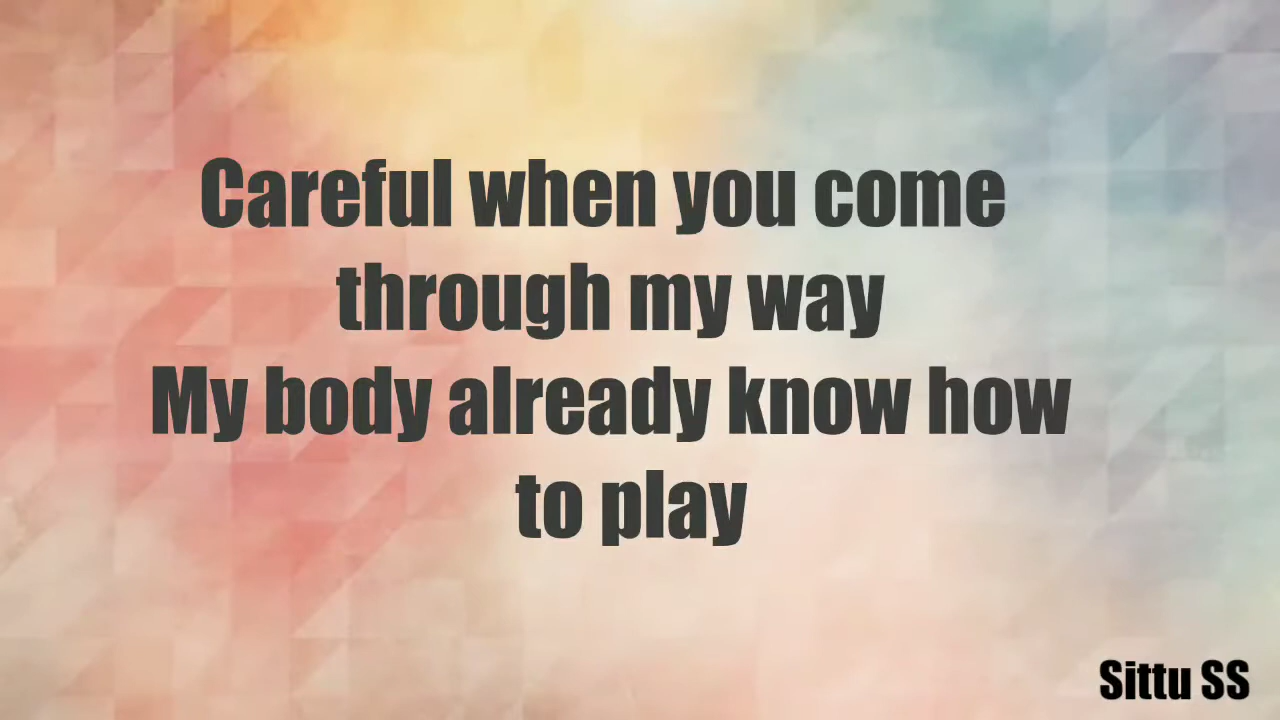 Careful when you come
through my way
My body already know how
to play
Sittu SS